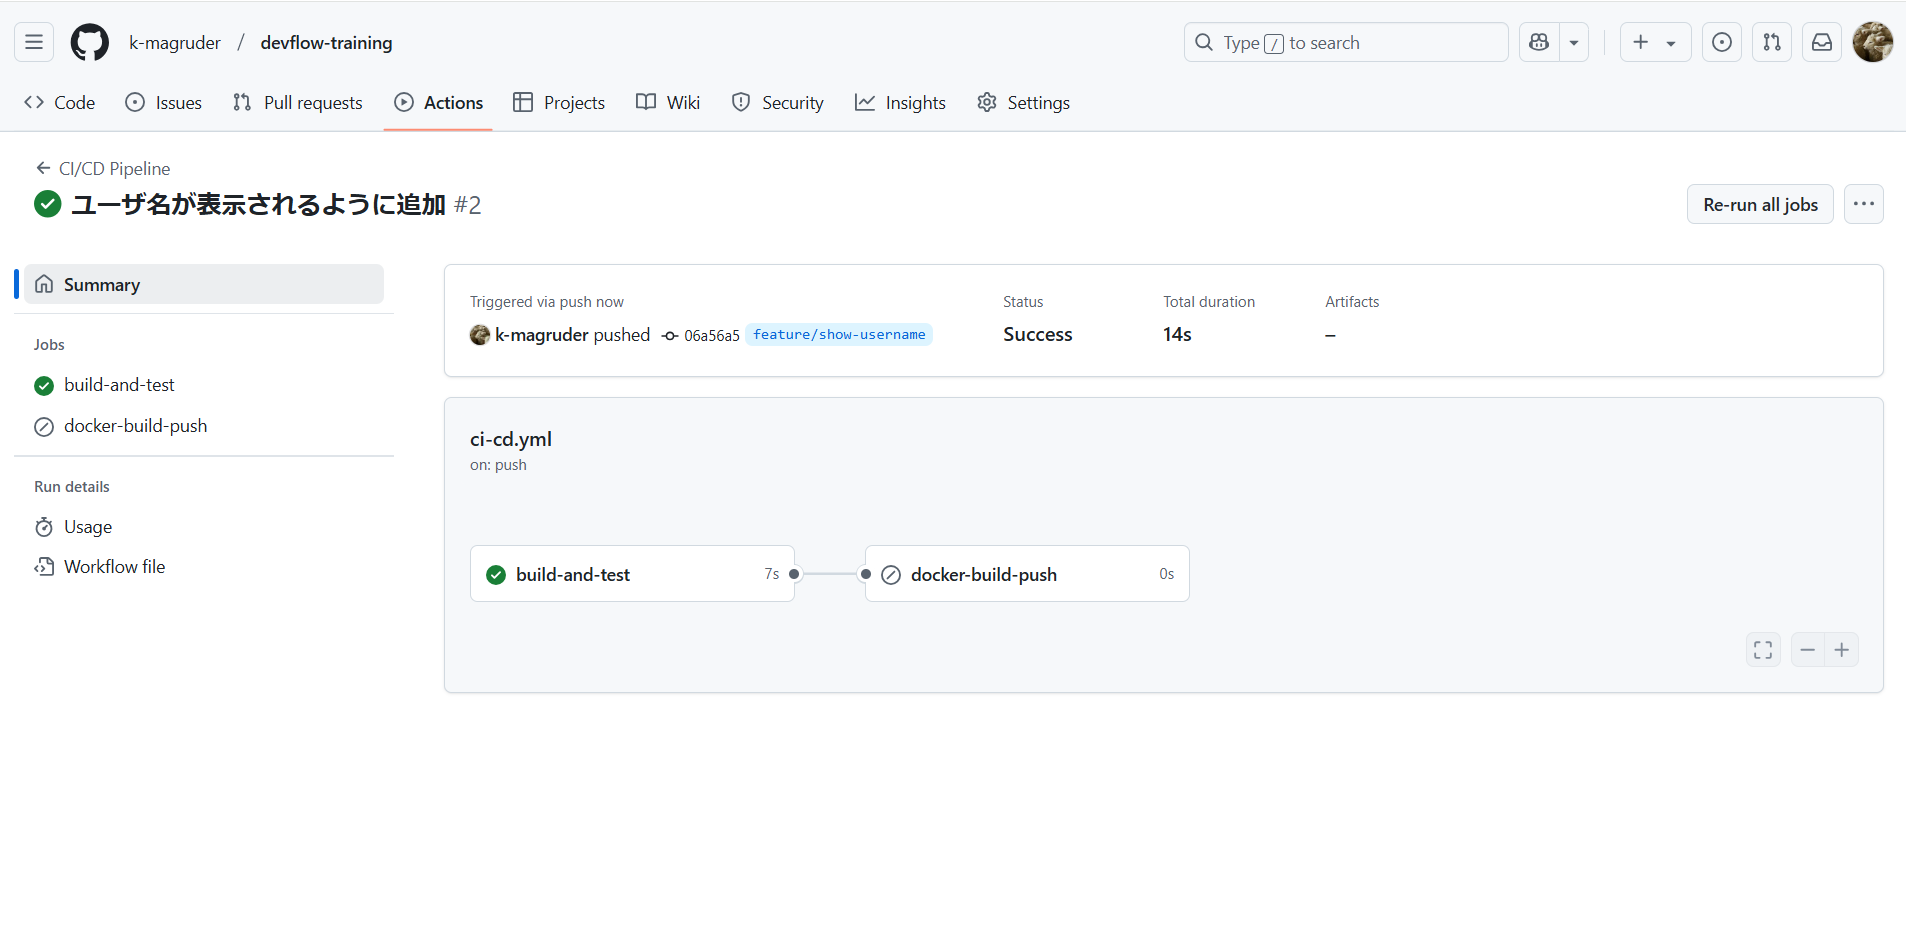 k-magruder / devflow-training
Type / to search
Code Issues Pull requests Actions Projects Wiki Security Insights Settings
← CI/CD Pipeline
ユーザ名が表示されるように追加 #2
Re-run all jobs
Summary
Jobs
build-and-test
docker-build-push
Run details
Usage
Workflow file
Triggered via push now
k-magruder pushed 06a56a5 feature/show-username
Status
Success
Total duration
14s
Artifacts
–
ci-cd.yml
on: push
build-and-test 7s
docker-build-push 0s